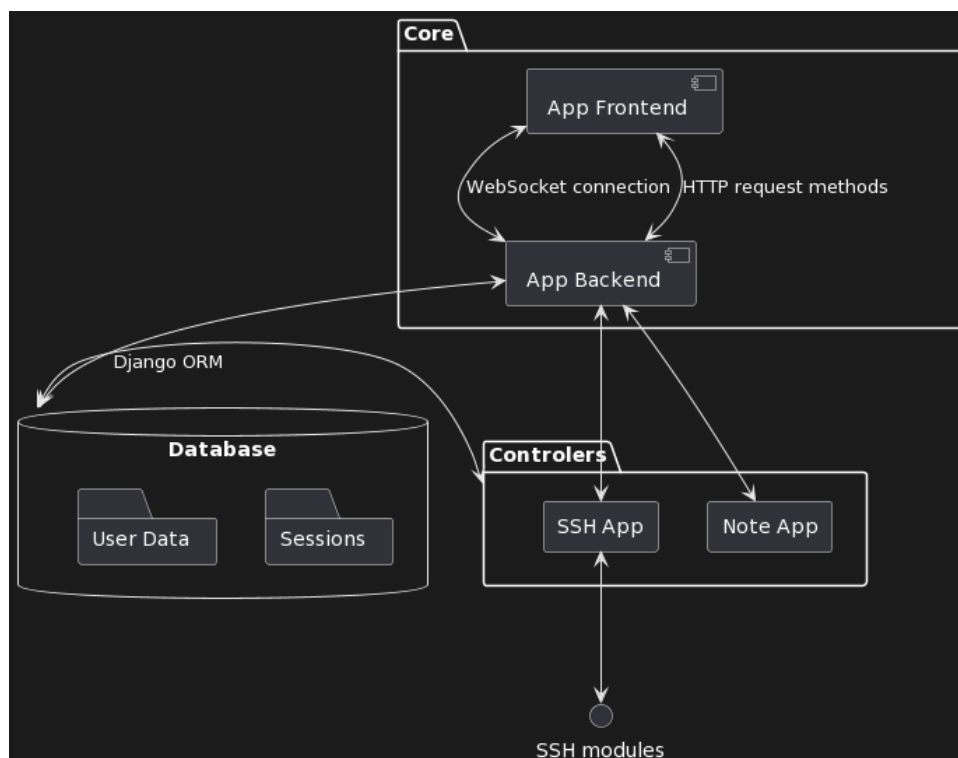 Core
App Frontend
WebSocket connection
HTTP request methods
App Backend
Django ORM
Database
User Data
Sessions
Controlers
SSH App
Note App
SSH modules